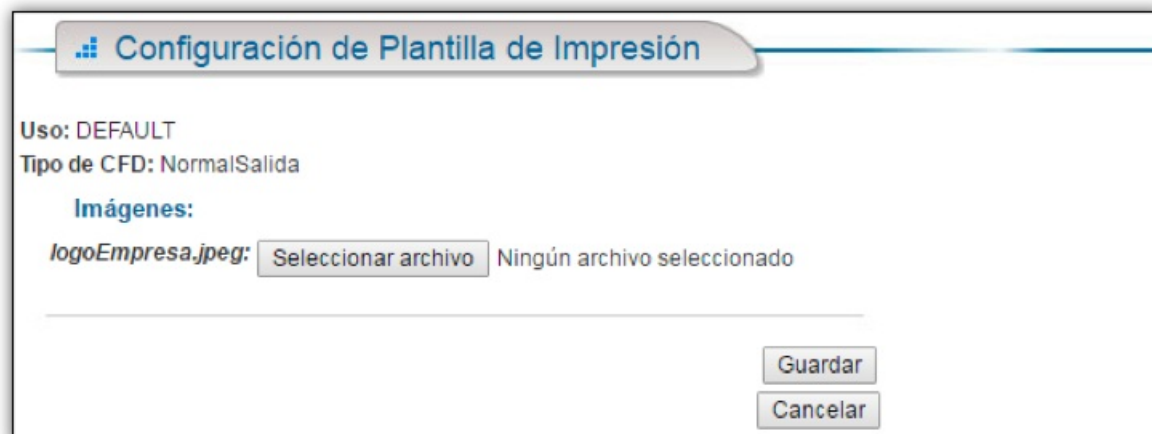 Configuración de Plantilla de Impresión
Uso: DEFAULT
Tipo de CFD: NormalSalida
Imágenes:
logoEmpresa.jpeg: Seleccionar archivo Ningún archivo seleccionado
Guardar
Cancelar